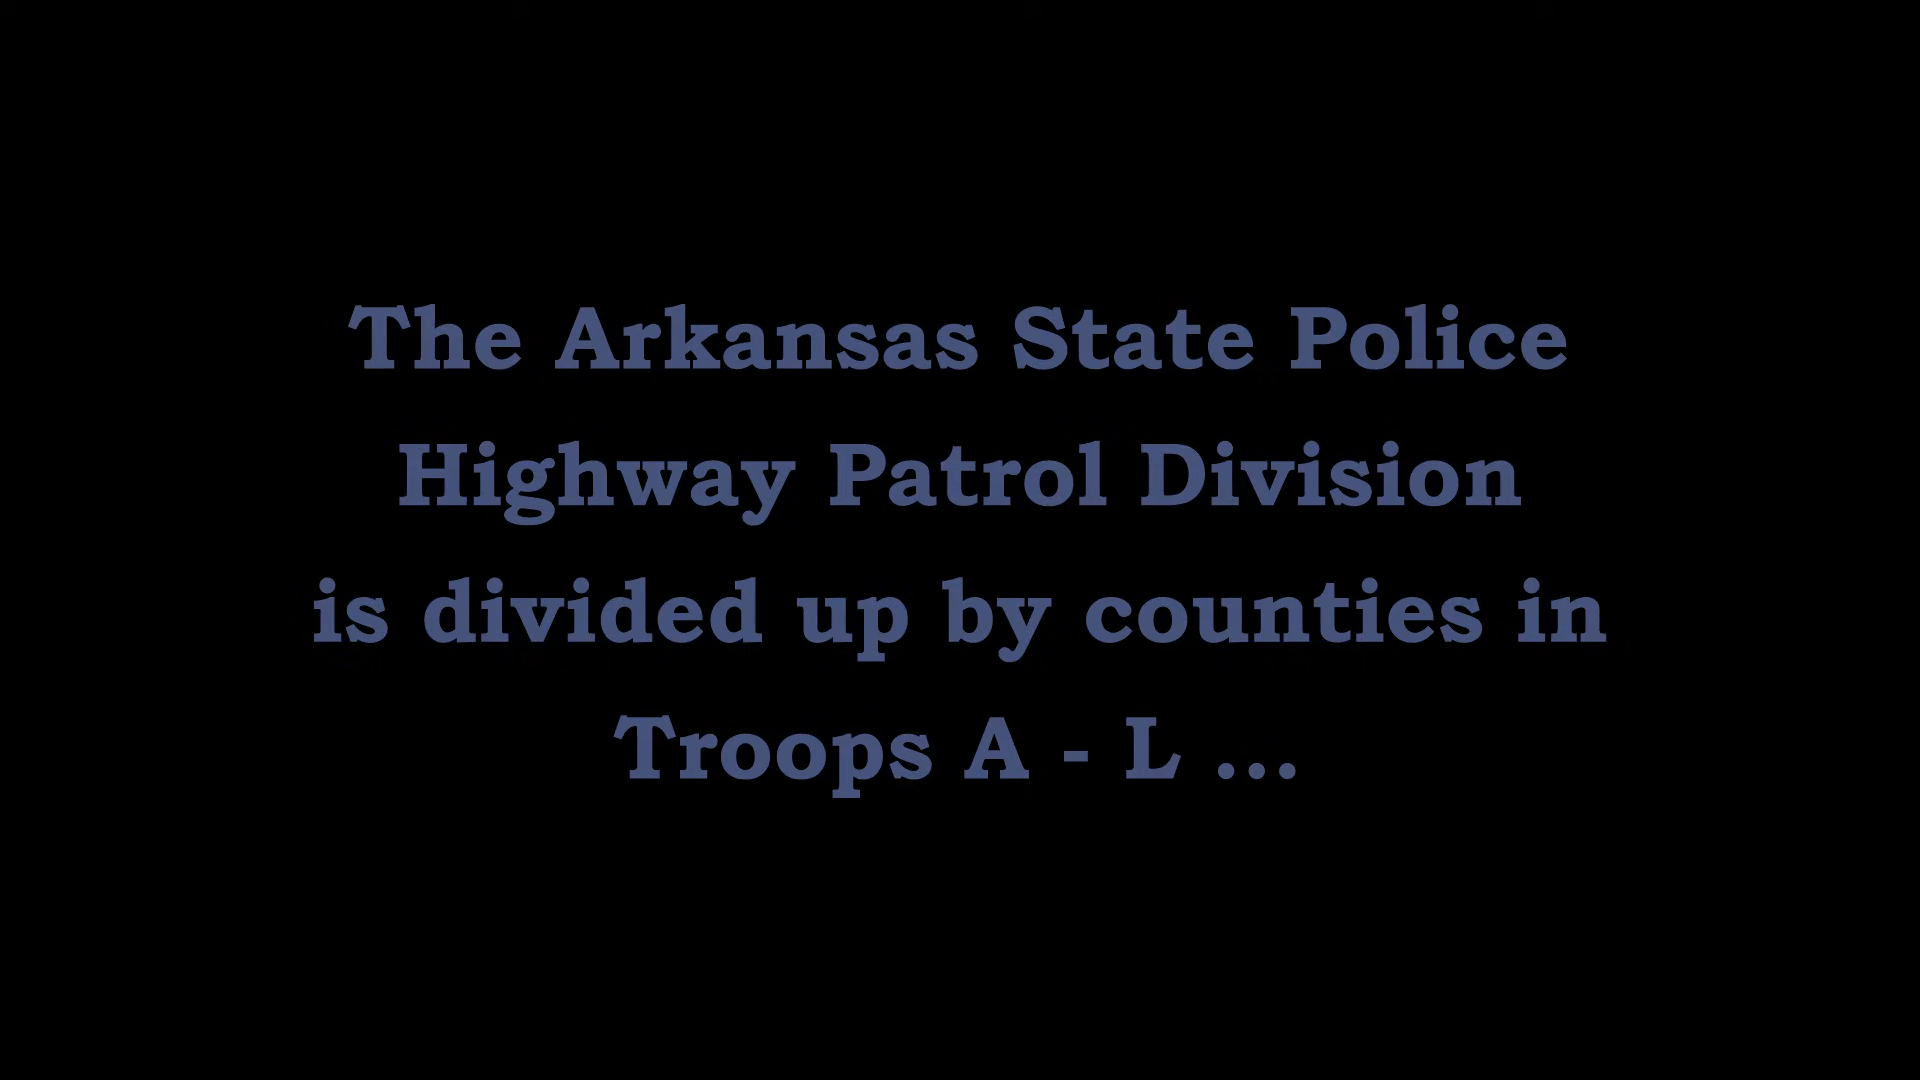 The Arkansas State Police
Highway Patrol Division
is divided up by counties in
Troops A - L ...